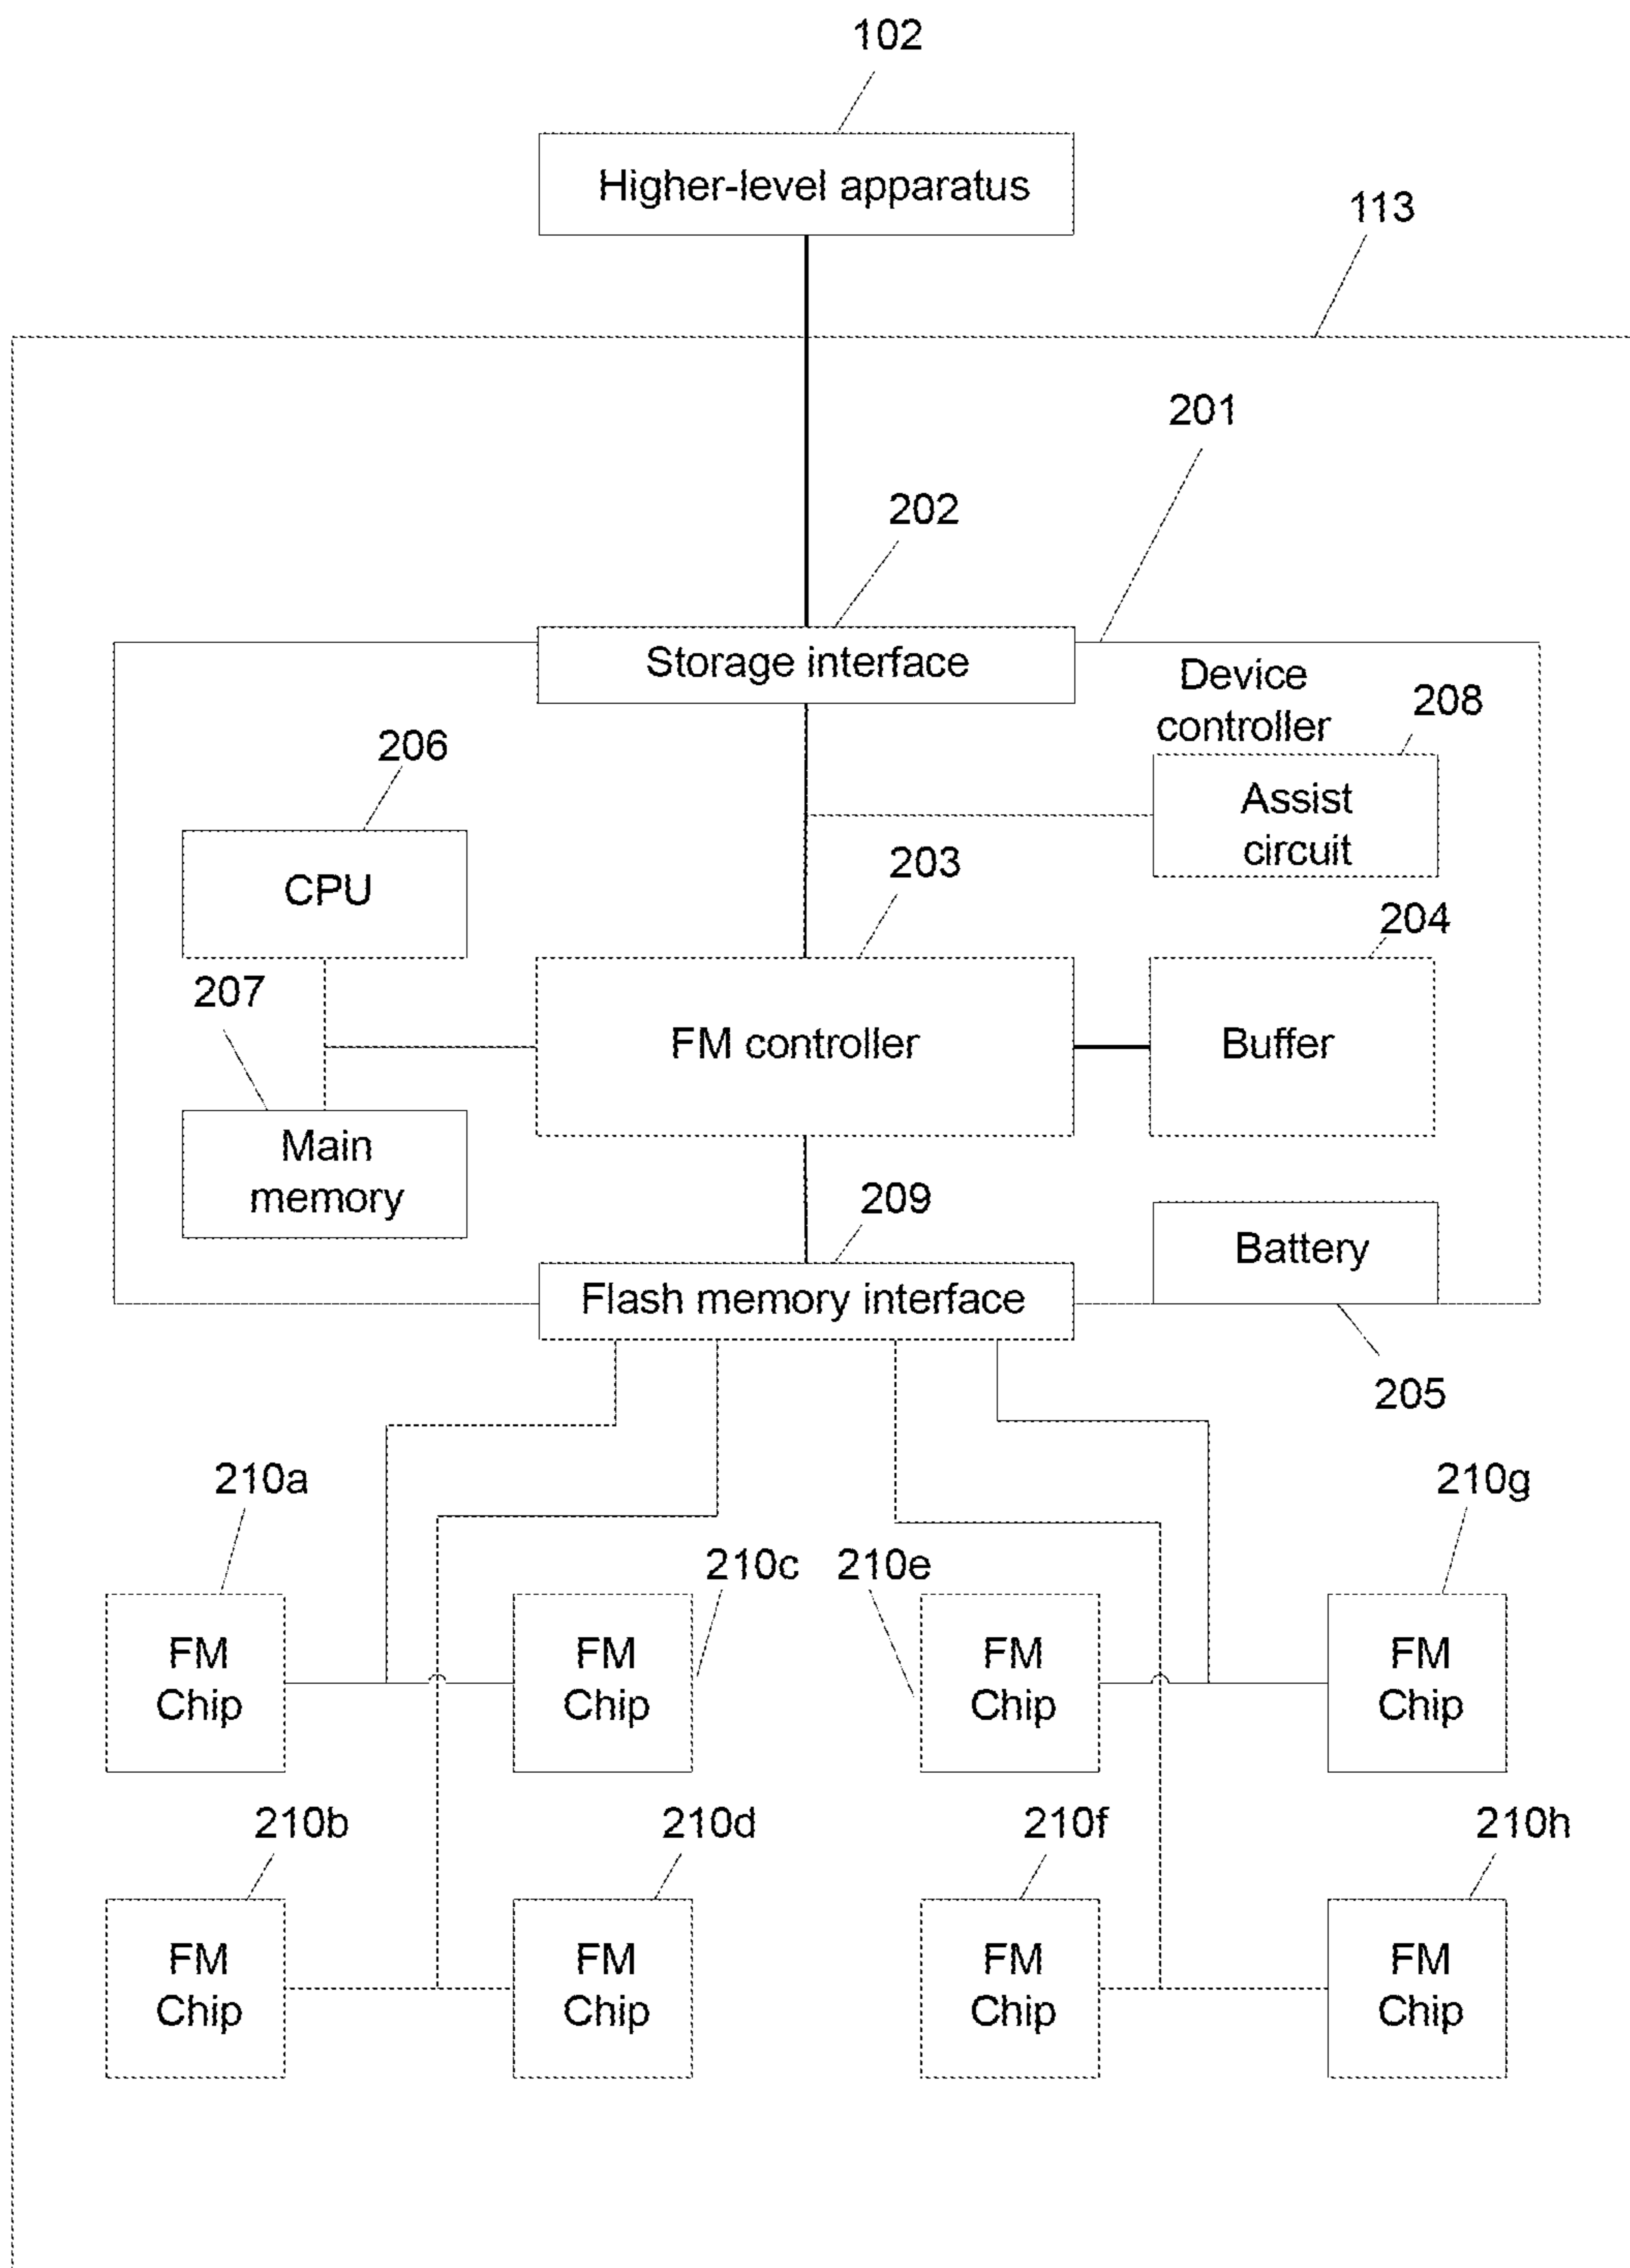 102
Higher-level apparatus
113
201
202
Storage interface
Device
controller
208
206
Assist
circuit
CPU
203
204
207
FM controller
Buffer
Main
memory
209
Battery
Flash memory interface
205
210a
210g
210c
210e
FM
Chip
FM
Chip
FM
Chip
FM
Chip
210b
210d
210f
210h
FM
Chip
FM
Chip
FM
Chip
FM
Chip